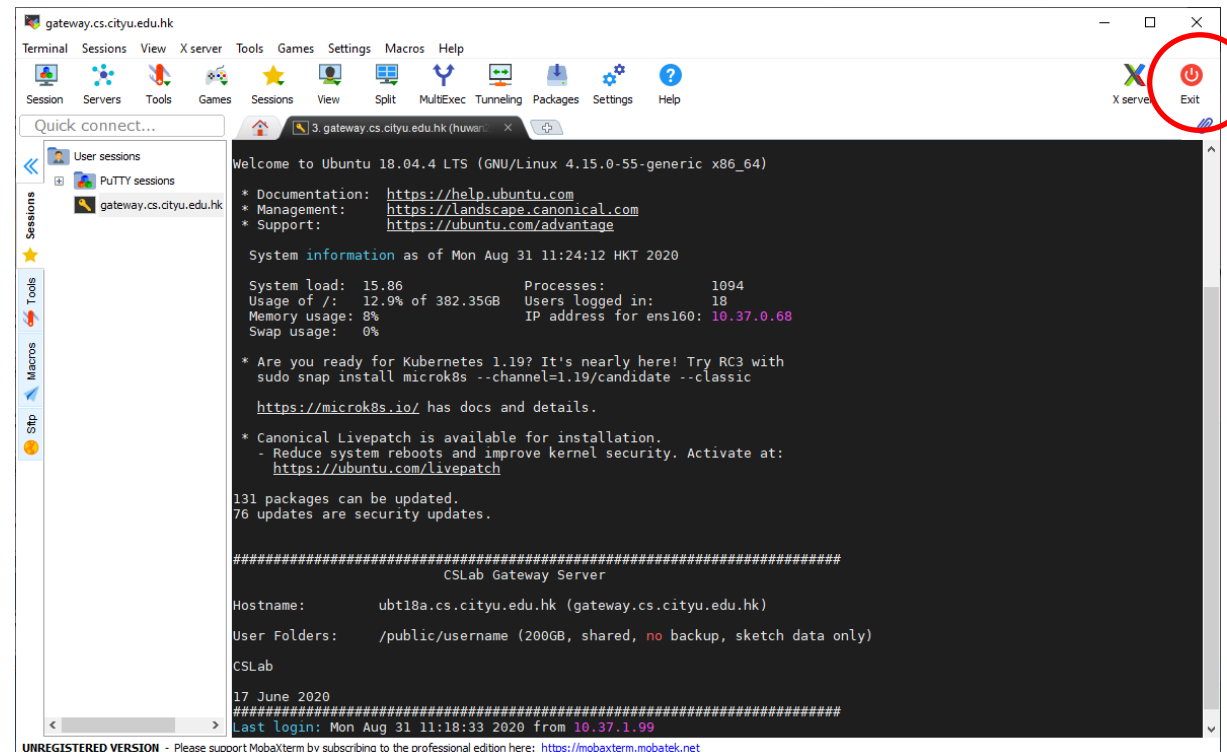 gateway.cs.cityu.edu.hk
Terminal Sessions View X server Tools Games Settings Macros Help
Session Servers Tools Games Sessions View Split MultiExec Tunneling Packages Settings Help X server Exit
Quick connect...
3. gateway.cs.cityu.edu.hk (huwan2
User sessions
PuTTY sessions
gateway.cs.cityu.edu.hk
Sessions
Tools
Macros
Sftp
Welcome to Ubuntu 18.04.4 LTS (GNU/Linux 4.15.0-55-generic x86_64)
* Documentation: https://help.ubuntu.com
* Management: https://landscape.canonical.com
* Support: https://ubuntu.com/advantage
System information as of Mon Aug 31 11:24:12 HKT 2020
System load: 15.86 Processes: 1094
Usage of /: 12.9% of 382.35GB Users logged in: 18
Memory usage: 8% IP address for ens160: 10.37.0.68
Swap usage: 0%
* Are you ready for Kubernetes 1.19? It's nearly here! Try RC3 with
sudo snap install microk8s --channel=1.19/candidate --classic
https://microk8s.io/ has docs and details.
* Canonical Livepatch is available for installation.
- Reduce system reboots and improve kernel security. Activate at:
https://ubuntu.com/livepatch
131 packages can be updated.
76 updates are security updates.
###########################################################################
CSLab Gateway Server
Hostname: ubt18a.cs.cityu.edu.hk (gateway.cs.cityu.edu.hk)
User Folders: /public/username (200GB, shared, no backup, sketch data only)
CSLab
17 June 2020
###########################################################################
Last login: Mon Aug 31 11:18:33 2020 from 10.37.1.99
UNREGISTERED VERSION - Please support MobaXterm by subscribing to the professional edition here: https://mobaxterm.mobatek.net